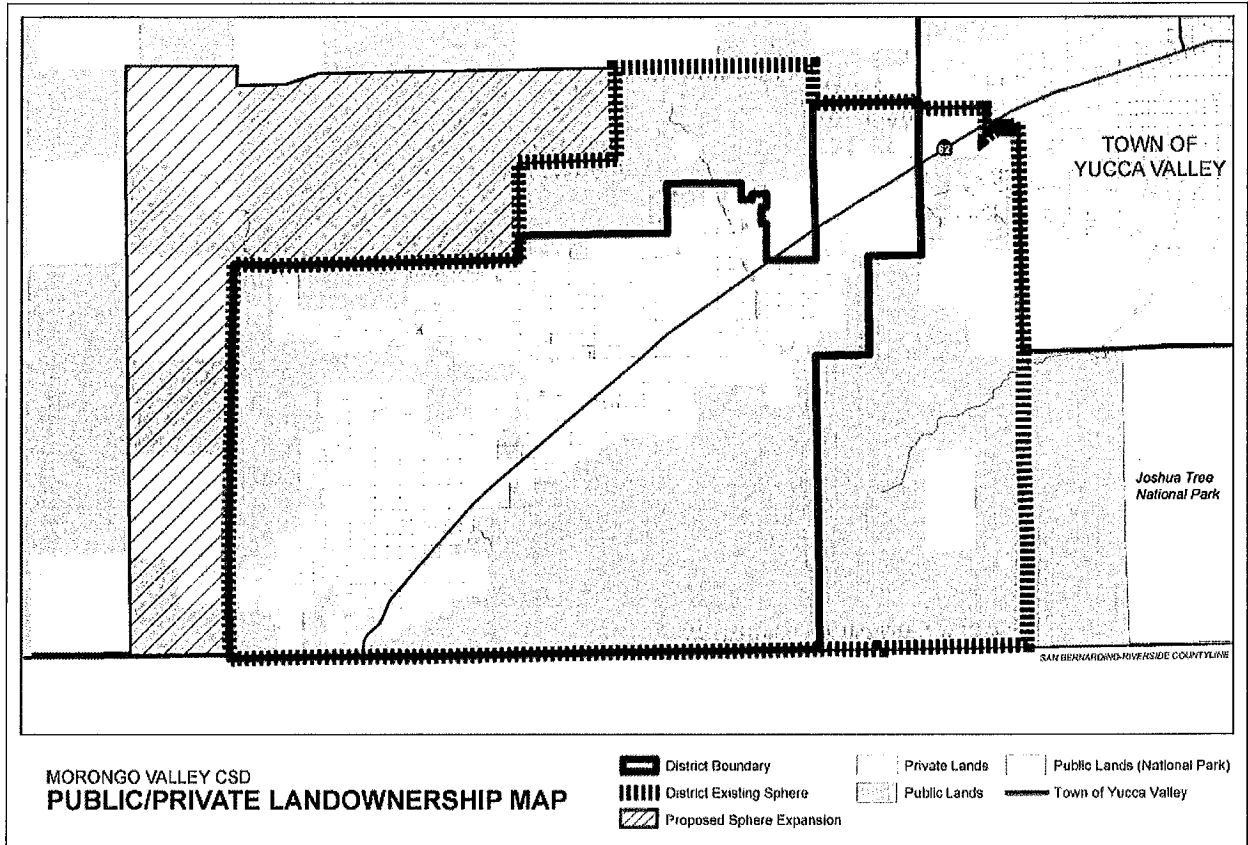 TOWN OF
YUCCA VALLEY
62
Joshua Tree
National Park
SAN BERNARDINO-RIVERSIDE COUNTYLINE
MORONGO VALLEY CSD
PUBLIC/PRIVATE LANDOWNERSHIP MAP
District Boundary
District Existing Sphere
Proposed Sphere Expansion
Private Lands
Public Lands
Public Lands (National Park)
Town of Yucca Valley